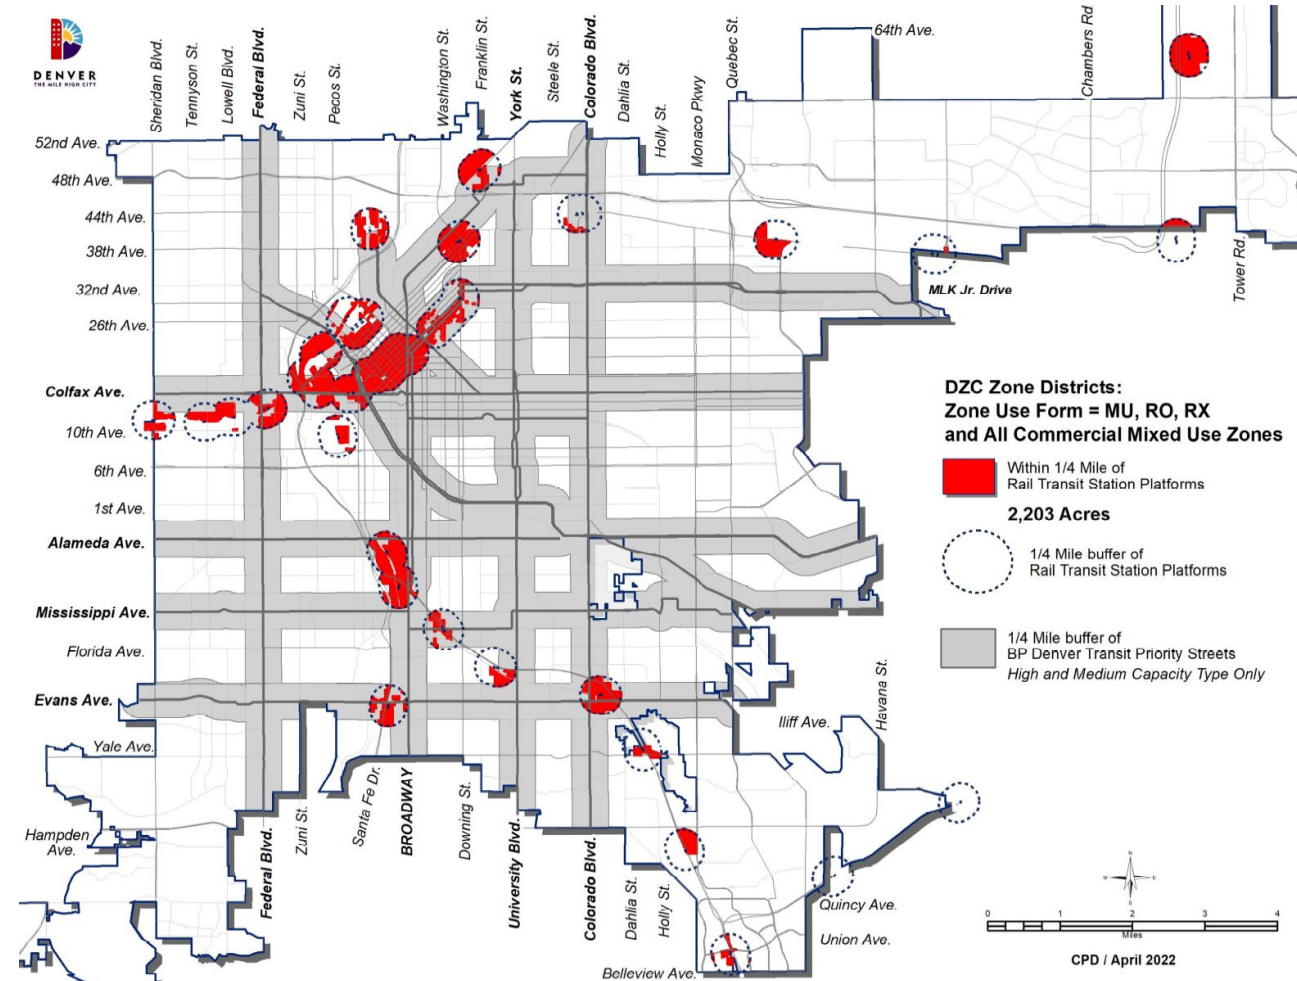 DENVER
THE MILE HIGH CITY
Sheridan Blvd.
Tennyson St.
Lowell Blvd.
Federal Blvd.
Zuni St.
Pecos St.
Washington St.
Franklin St.
York St.
Steele St.
Colorado Blvd.
Dahlia St.
Holly St.
Monaco Pkwy
Quebec St.
64th Ave.
Chambers Rd
52nd Ave.
48th Ave.
44th Ave.
38th Ave.
32nd Ave.
26th Ave.
Colfax Ave.
10th Ave.
6th Ave.
1st Ave.
Alameda Ave.
Mississippi Ave.
Florida Ave.
Evans Ave.
Yale Ave.
Hampden
Ave.
Tower Rd.
MLK Jr. Drive
DZC Zone Districts:
Zone Use Form = MU, RO, RX
and All Commercial Mixed Use Zones
Within 1/4 Mile of
Rail Transit Station Platforms
2,203 Acres
1/4 Mile buffer of
Rail Transit Station Platforms
1/4 Mile buffer of
BP Denver Transit Priority Streets
High and Medium Capacity Type Only
Iliff Ave.
Havana St.
Federal Blvd.
Zuni St.
Santa Fe Dr.
BROADWAY
Downing St.
University Blvd.
Colorado Blvd.
Dahlia St.
Holly St.
Quincy Ave.
Union Ave.
Belleview Ave.
N
W
E
S
0 1 2 3 4
Miles
CPD / April 2022